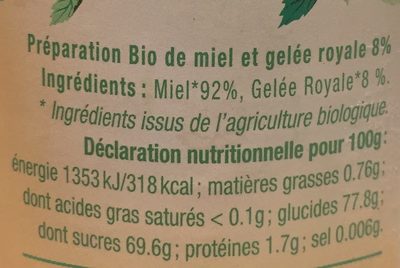 Préparation Bio de miel et gelée royale 8%
Ingrédients : Miel*92%, Gelée Royale*8 %.
* Ingrédients issus de l'agriculture biologique.
Déclaration nutritionnelle pour 100g:
énergie 1353 kJ/318 kcal; matières grasses 0.76g;
dont acides gras saturés < 0.1g; glucides 77.8g;
dont sucres 69.6g; protéines 1.7g; sel 0.006g.